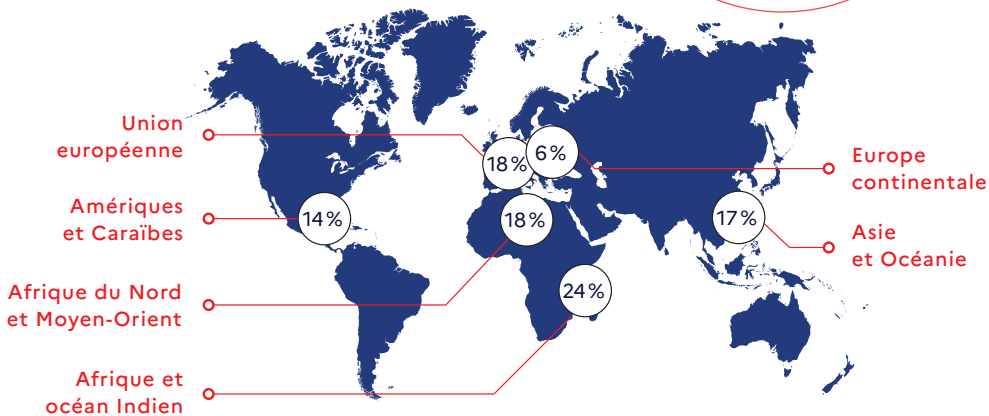 Union
européenne
18%
6%
Europe
continentale
Amériques
et Caraïbes
14%
18%
17%
Asie
et Océanie
Afrique du Nord
et Moyen-Orient
24%
Afrique et
océan Indien